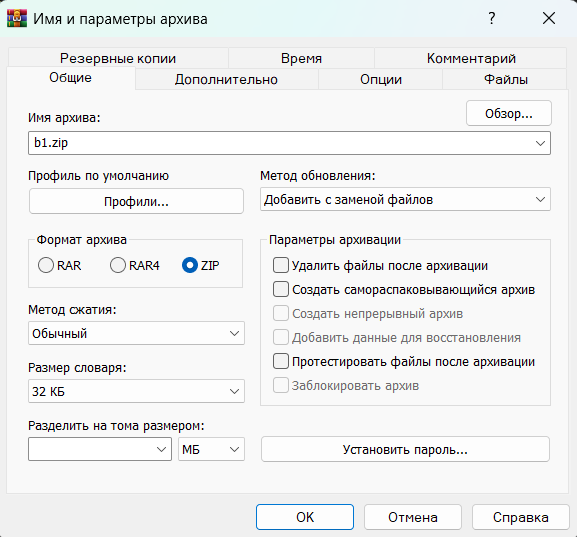 Имя и параметры архива
?
Резервные копии
Время
Комментарий
Общие
Дополнительно
Опции
Файлы
Имя архива:
Обзор...
b1.zip
Профиль по умолчанию
Профили...
Метод обновления:
Добавить с заменой файлов
Формат архива
RAR
RAR4
ZIP
Метод сжатия:
Обычный
Размер словаря:
32 КБ
Разделить на тома размером:
МБ
Параметры архивации
Удалить файлы после архивации
Создать самораспаковывающийся архив
Создать непрерывный архив
Добавить данные для восстановления
Протестировать файлы после архивации
Заблокировать архив
Установить пароль...
OK
Отмена
Справка